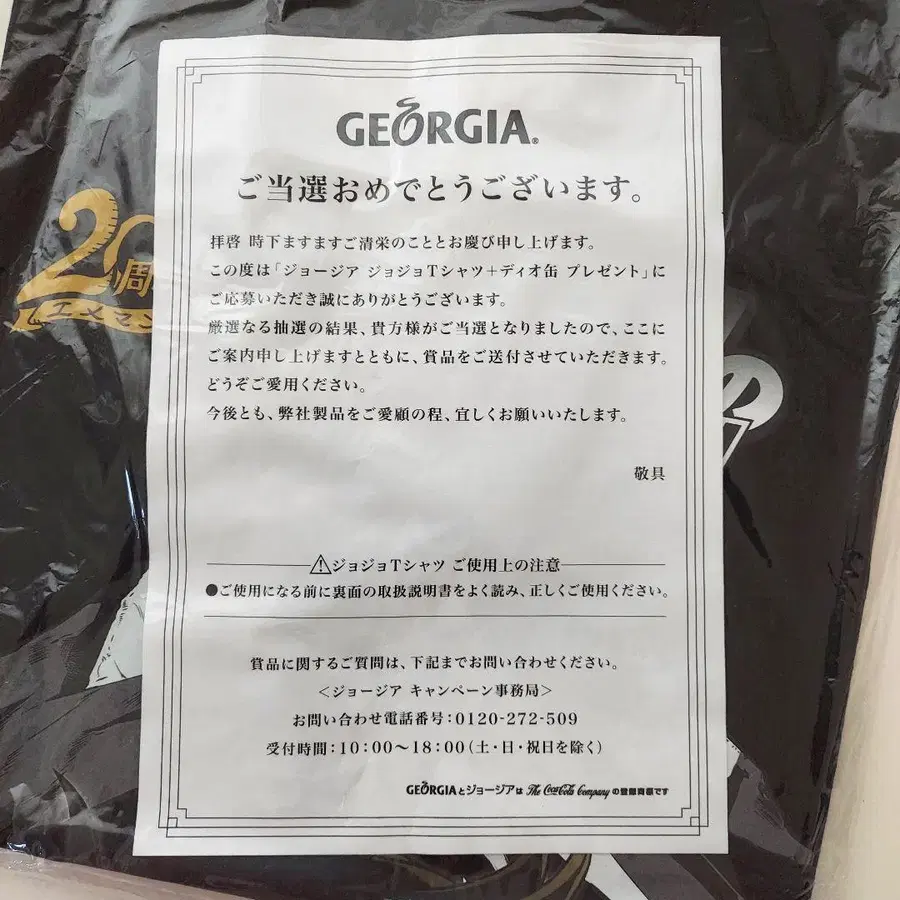 GEORGIA®
ご当選おめでとうございます。
拝啓 時下ますますご清栄のこととお慶び申し上げます。
この度は「ジョージア ジョジョTシャツ+ディオ缶 プレゼント」に
ご応募いただき誠にありがとうございます。
厳選なる抽選の結果、貴方様がご当選となりましたので、ここに
ご案内申し上げますとともに、賞品をご送付させていただきます。
どうぞご愛用ください。
今後とも、弊社製品をご愛顧の程、宜しくお願いいたします。
敬具
20周
エメマン
⚠ジョジョTシャツ ご使用上の注意
●ご使用になる前に裏面の取扱説明書をよく読み、正しくご使用ください。
賞品に関するご質問は、下記までお問い合わせください。
<ジョージア キャンペーン事務局>
お問い合わせ電話番号:0120-272-509
受付時間:10:00~18:00(土・日・祝日を除く)
GEORGIAとジョージアは The Coca-Cola Company の登録商標です